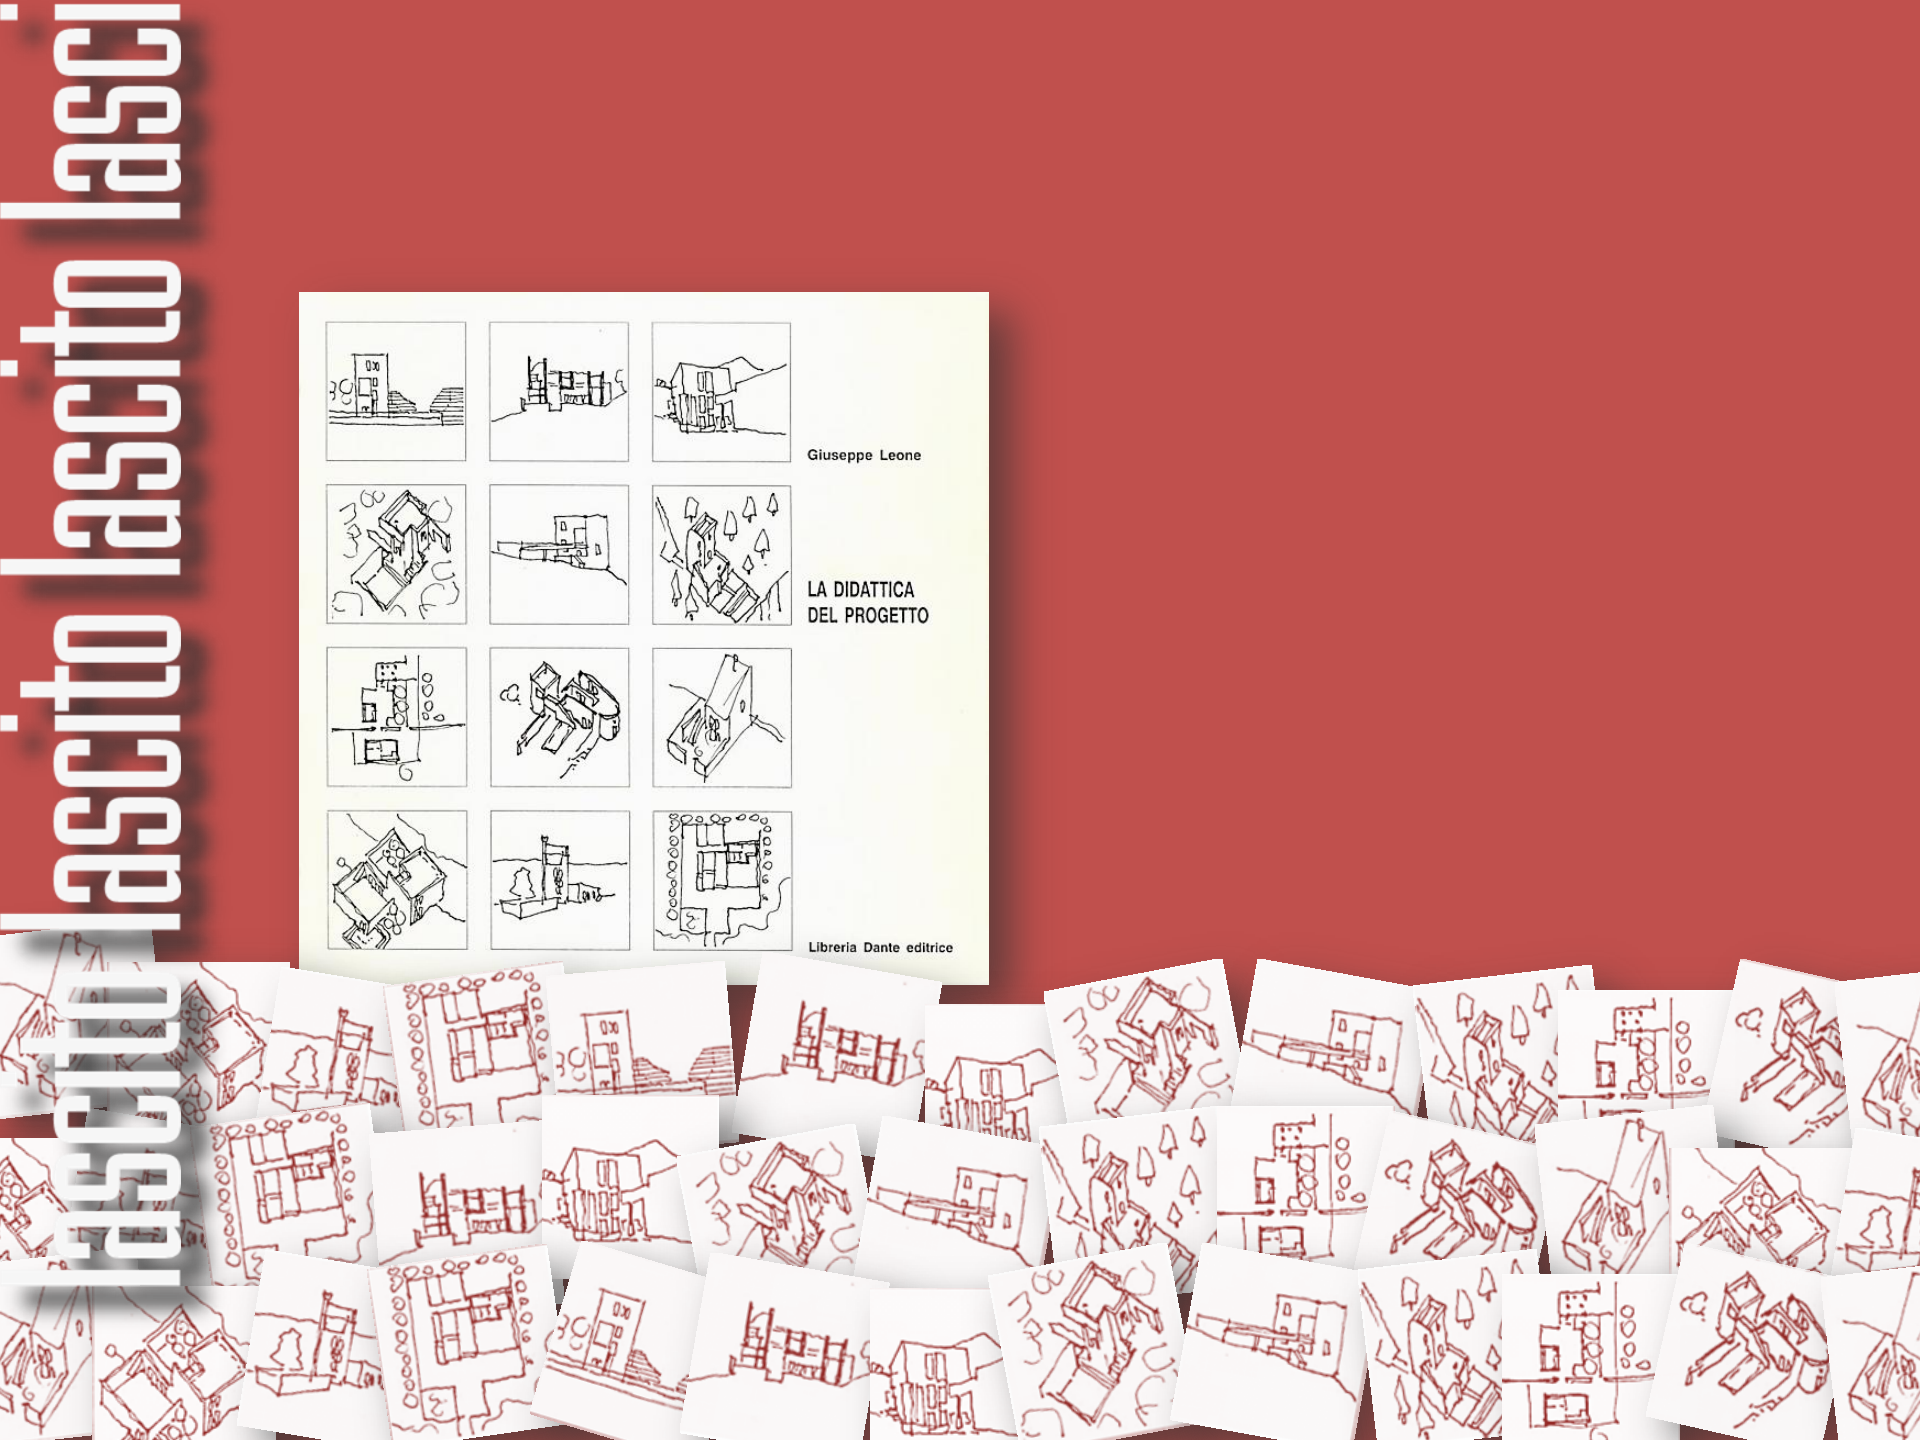 lascito lascito lascito lasci
Giuseppe Leone
LA DIDATTICA
DEL PROGETTO
Libreria Dante editrice